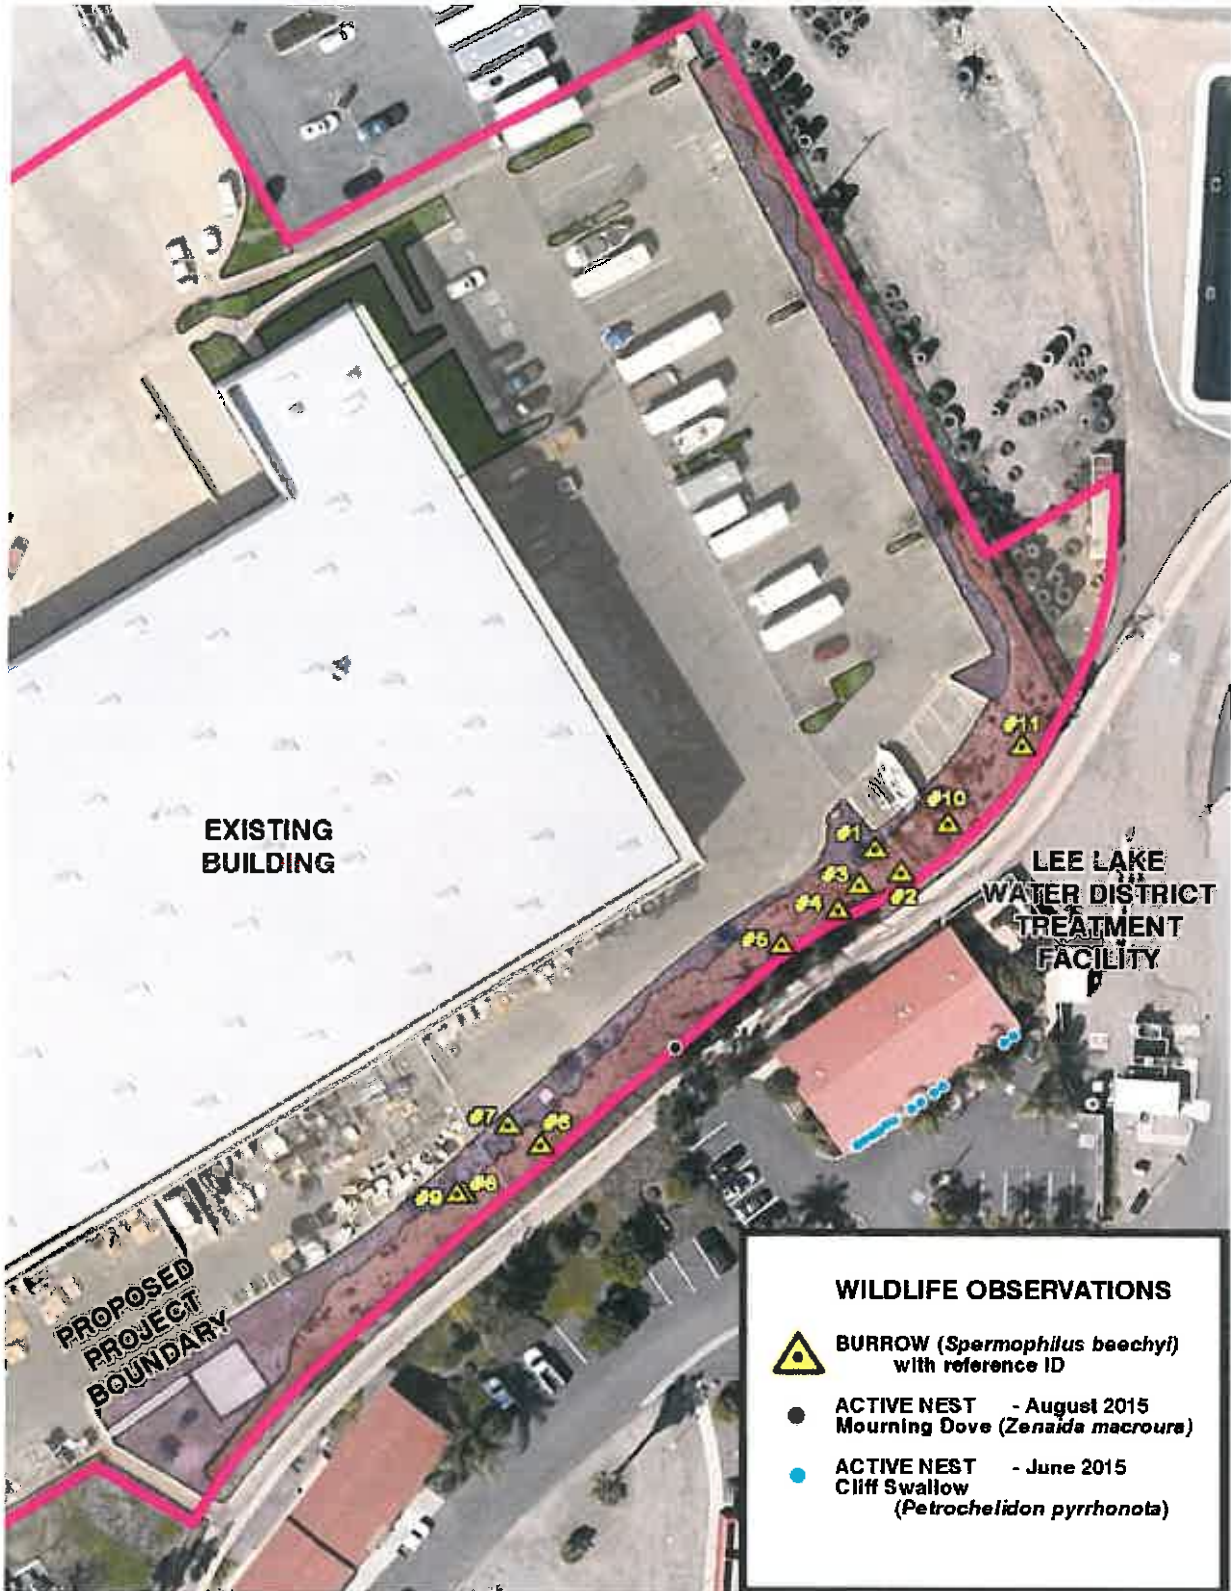 #11
#10
#1
#3
#2
#4
#5
EXISTING
BUILDING
LEE LAKE
WATER DISTRICT
TREATMENT
FACILITY
#7
#6
#9
#8
PROPOSED
PROJECT
BOUNDARY
WILDLIFE OBSERVATIONS
BURROW (Spermophilus beechyi)
with reference ID
ACTIVE NEST - August 2015
Mourning Dove (Zenaida macroura)
ACTIVE NEST - June 2015
Cliff Swallow
(Petrochelidon pyrrhonota)